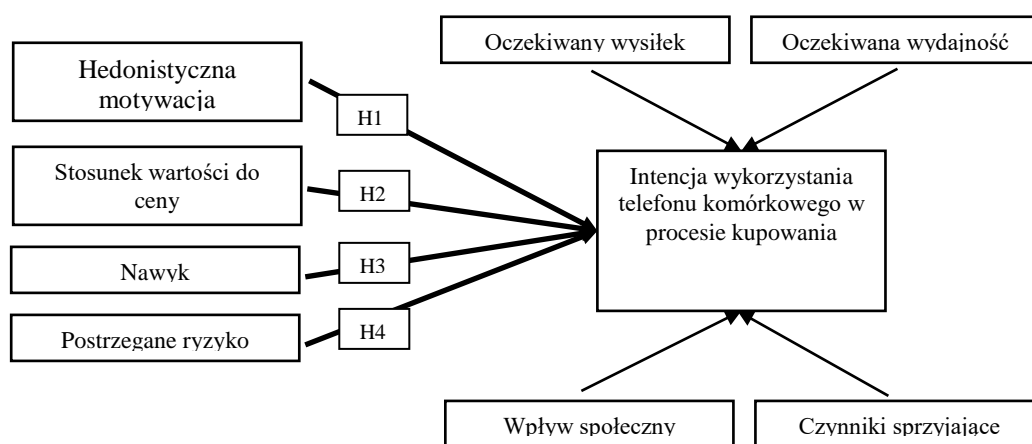 Oczekiwany wysiłek
Oczekiwana wydajność
Hedonistyczna
motywacja
H1
Stosunek wartości do
ceny
H2
Intencja wykorzystania
telefonu komórkowego w
procesie kupowania
Nawyk
H3
Postrzegane ryzyko
H4
Wpływ społeczny
Czynniki sprzyjające